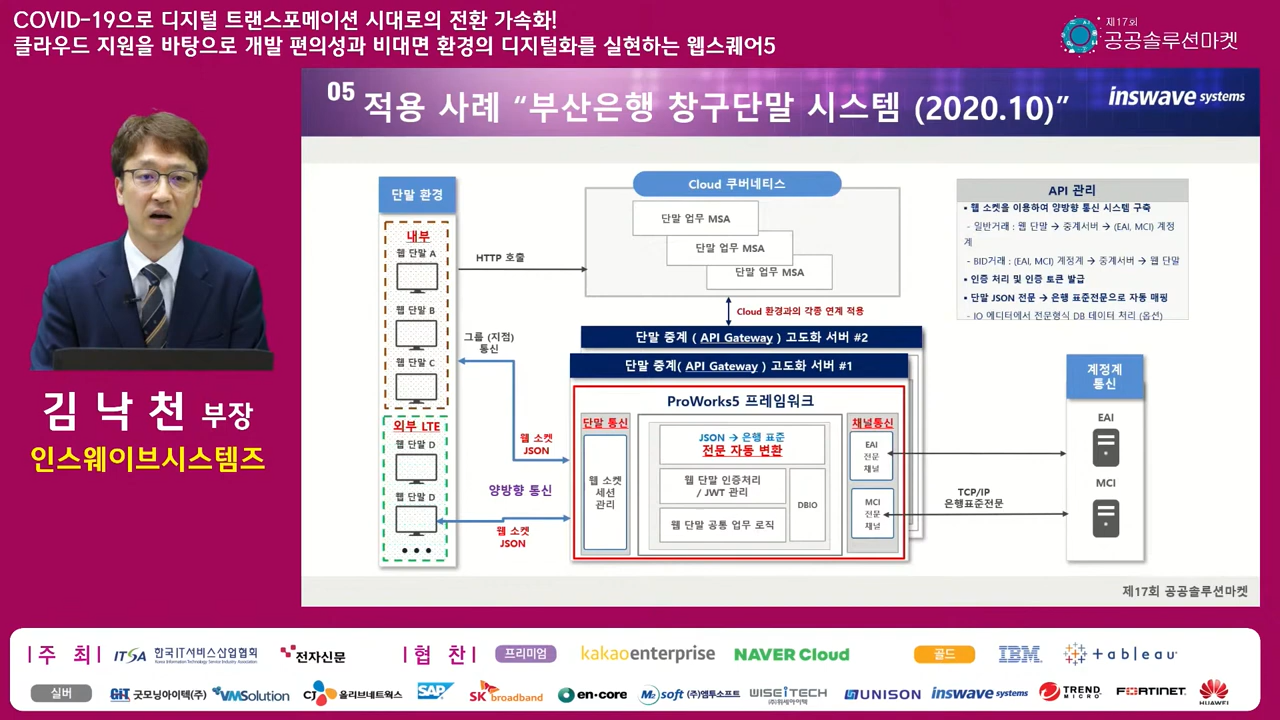 COVID-19으로 디지털 트랜스포메이션 시대로의 전환 가속화!
클라우드 지원을 바탕으로 개발 편의성과 비대면 환경의 디지털화를 실현하는 웹스퀘어5
제17회
공공솔루션마켓
05 적용 사례 “부산은행 창구단말 시스템 (2020.10)”
inswave systems
단말 환경
내부
웹 단말 A
웹 단말 B
웹 단말 C
외부 LTE
웹 단말 D
웹 단말 D
HTTP 호출
그룹 (지점)
통신
웹 소켓
JSON
양방향 통신
웹 소켓
JSON
Cloud 쿠버네티스
단말 업무 MSA
단말 업무 MSA
단말 업무 MSA
Cloud 환경과의 각종 연계 적용
단말 중계 ( API Gateway ) 고도화 서버 #2
단말 중계( API Gateway ) 고도화 서버 #1
ProWorks5 프레임워크
단말 통신
웹 소켓
세션
관리
JSON → 은행 표준
전문 자동 변환
웹 단말 인증처리
/ JWT 관리
웹 단말 공통 업무 로직
DBIO
채널통신
EAI
전문
채널
MCI
전문
채널
TCP/IP
은행표준전문
계정계
통신
EAI
MCI
API 관리
▪ 웹 소켓을 이용하여 양방향 통신 시스템 구축
- 일반거래 : 웹 단말 → 중계서버 → (EAI, MCI) 계정
계
- BID거래 : (EAI, MCI) 계정계 → 중계서버 → 웹 단말
▪ 인증 처리 및 인증 토큰 발급
▪ 단말 JSON 전문 → 은행 표준전문으로 자동 매핑
- IO 에디터에서 전문형식 DB 데이터 처리 (옵션)
제17회 공공솔루션마켓
김 낙 천 부장
인스웨이브시스템즈
|주 최| ITSA 한국IT서비스산업협회
Korea Information Technology Service Industry Association
전자신문
|협 찬| 프리미엄 kakaoenterprise NAVER Cloud 골드 IBM +tableau
실버 GIT 굿모닝아이텍(주) VMSolution CJ 올리브네트웍스 SAP SK broadband en·core M2soft (주)엠투소프트 WISEiTECH
(주)위세아이텍
UNISON inswave systems TREND MICRO FORTINET HUAWEI